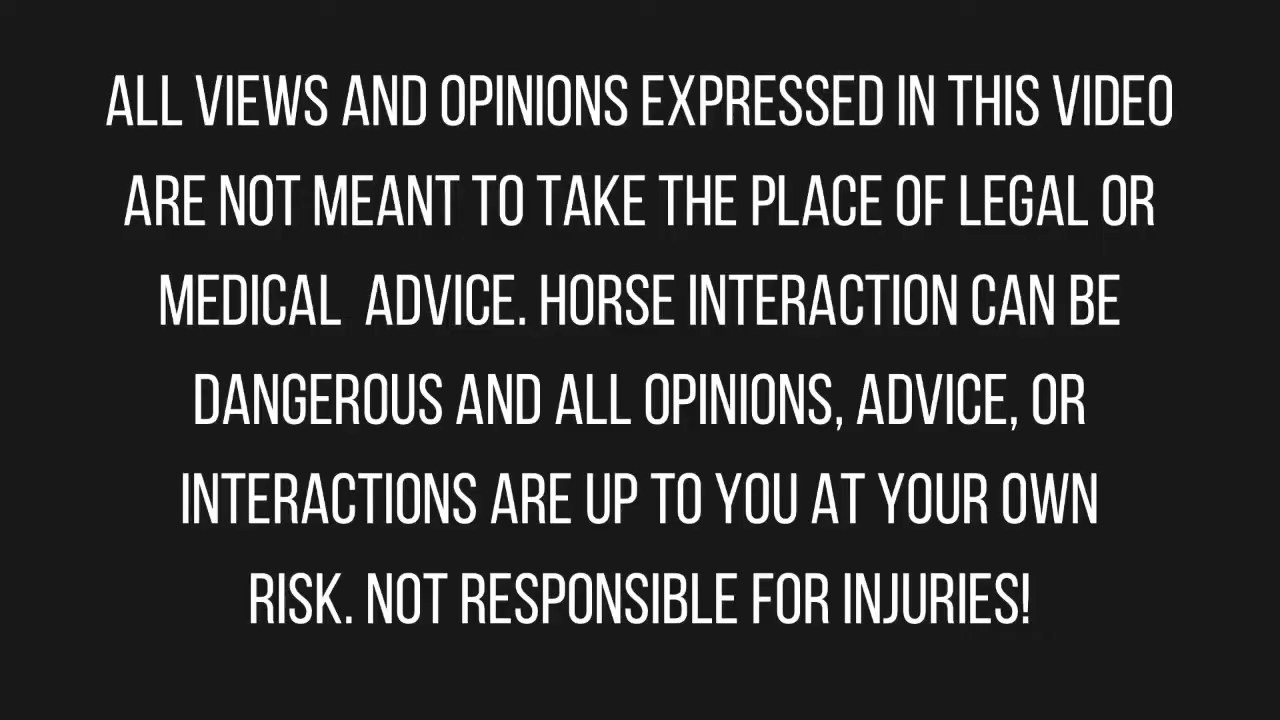 ALL VIEWS AND OPINIONS EXPRESSED IN THIS VIDEO
ARE NOT MEANT TO TAKE THE PLACE OF LEGAL OR
MEDICAL  ADVICE. HORSE INTERACTION CAN BE
DANGEROUS AND ALL OPINIONS, ADVICE, OR
INTERACTIONS ARE UP TO YOU AT YOUR OWN
RISK. NOT RESPONSIBLE FOR INJURIES!